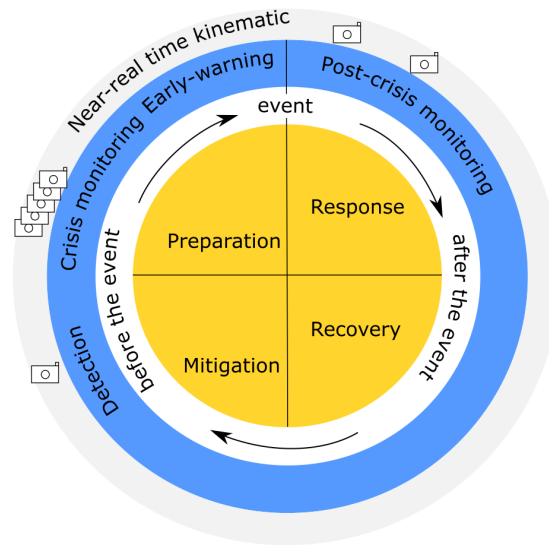 Near-real time kinematic
Crisis monitoring Early-warning
Post-crisis monitoring
Detection
event
before the event
after the event
Preparation
Response
Mitigation
Recovery